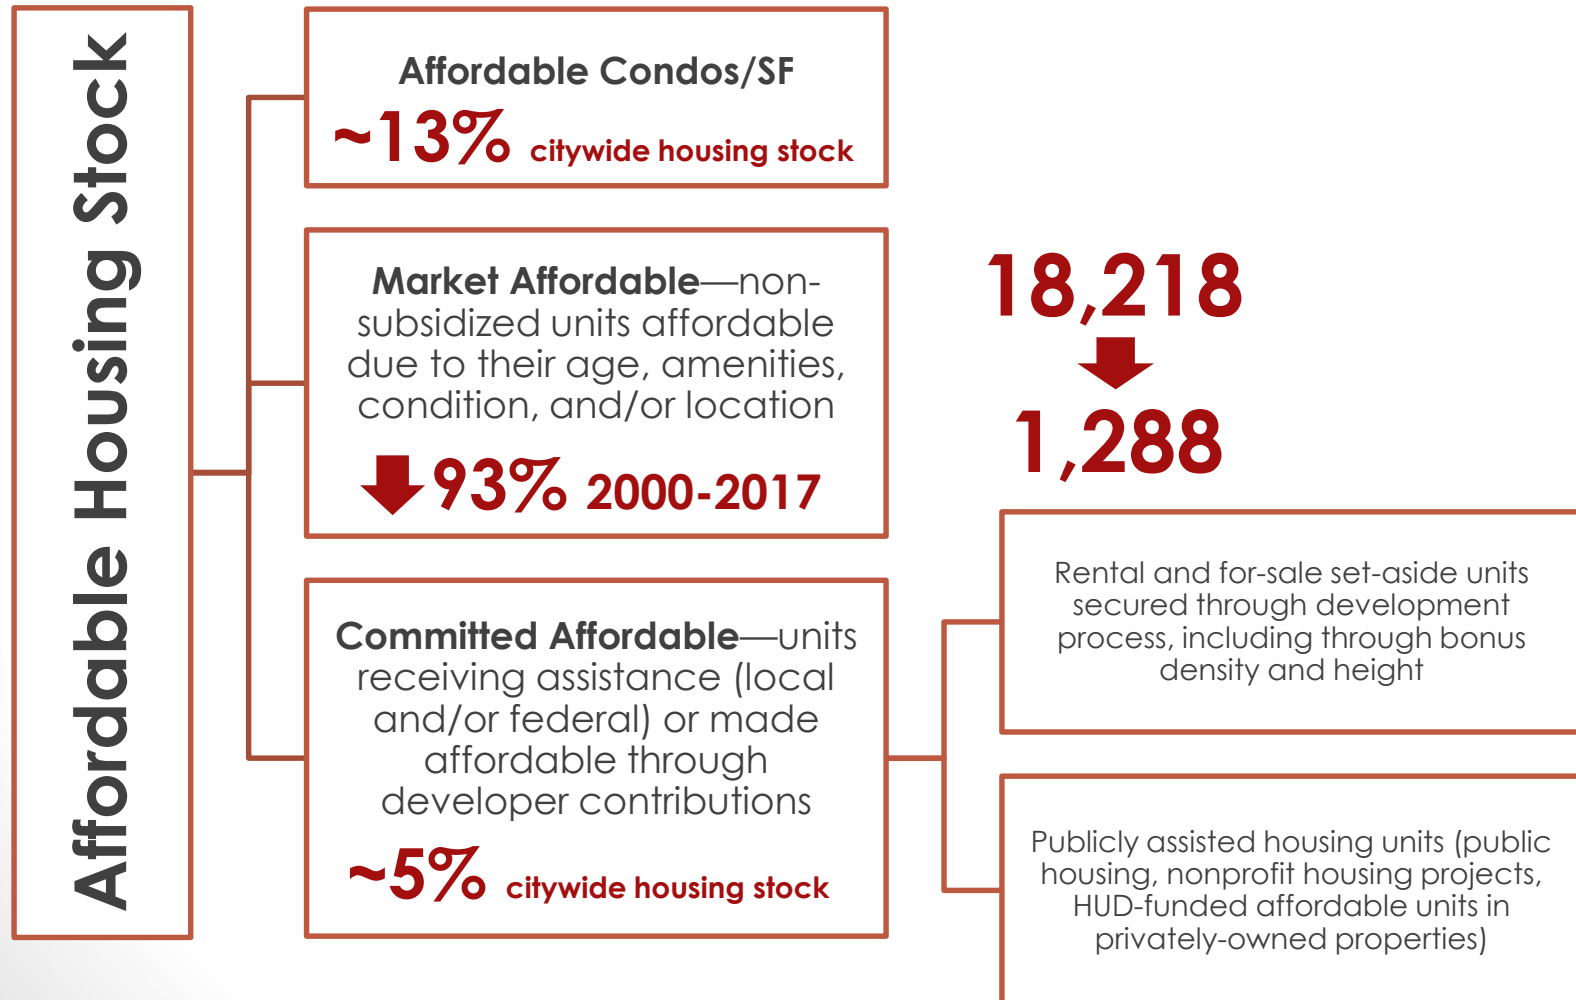 Affordable Housing Stock
Affordable Condos/SF
~13% citywide housing stock
Market Affordable—non-
subsidized units affordable
due to their age, amenities,
condition, and/or location
93% 2000-2017
18,218
1,288
Committed Affordable—units
receiving assistance (local
and/or federal) or made
affordable through
developer contributions
~5% citywide housing stock
Rental and for-sale set-aside units
secured through development
process, including through bonus
density and height
Publicly assisted housing units (public
housing, nonprofit housing projects,
HUD-funded affordable units in
privately-owned properties)